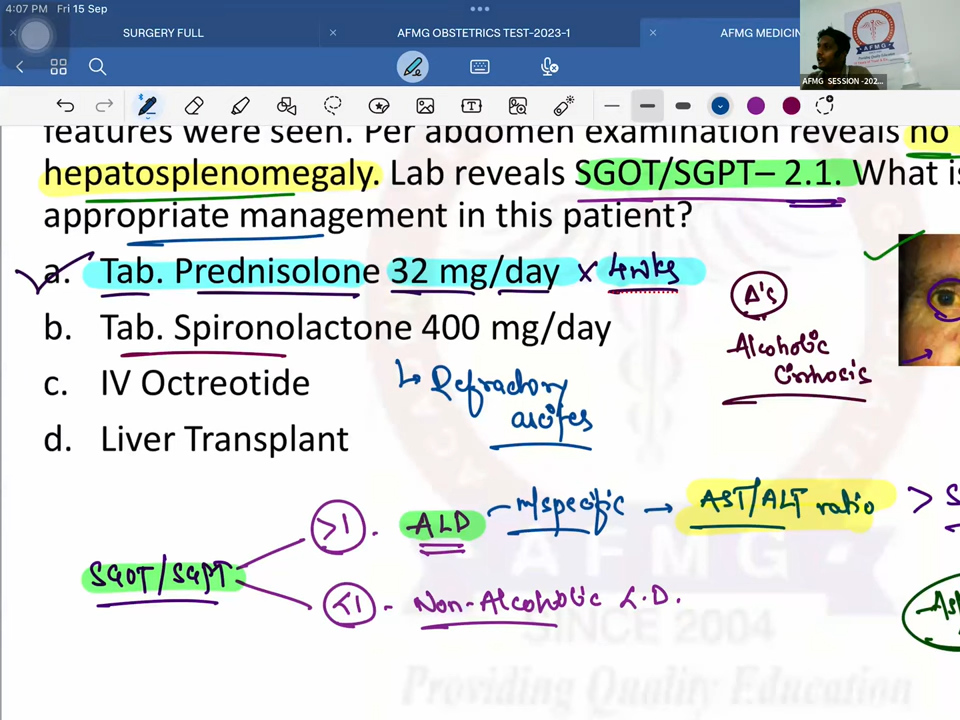 4:07 PM Fri 15 Sep
SURGERY FULL
AFMG OBSTETRICS TEST-2023-1
AFMG MEDICIN
AFMG
AFMG SESSION -202...
features were seen. Per abdomen examination reveals no
hepatosplenomegaly. Lab reveals SGOT/SGPT– 2.1. What is
appropriate management in this patient?
a. Tab. Prednisolone 32 mg/day x 4wks
b. Tab. Spironolactone 400 mg/day
↳ Refractory
ascites
c. IV Octreotide
d. Liver Transplant
Δ's
Alcoholic
Cirrhosis
SGOT/SGPT
>1 - ALD - m/specific → AST/ALT ratio >
<1 - Non-Alcoholic L.D.
AFMG
SINCE 2004
Providing Quality Education